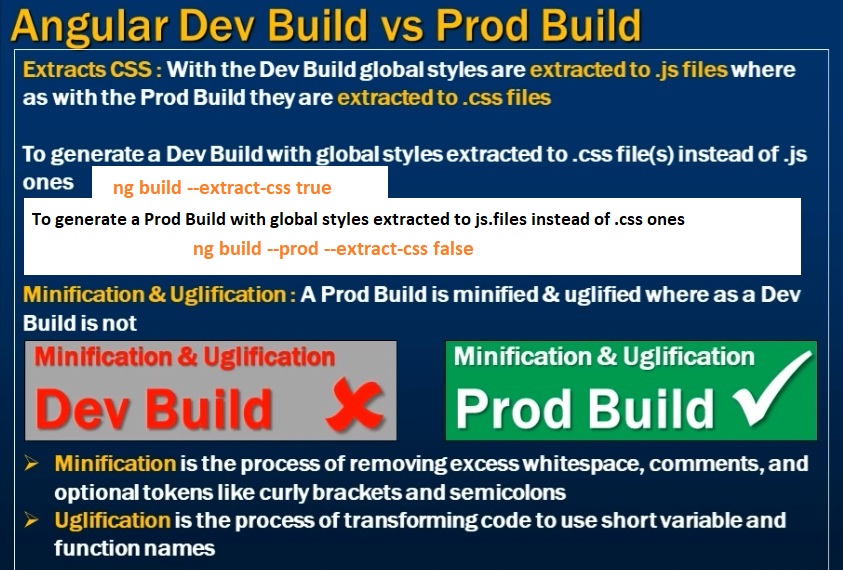 Angular Dev Build vs Prod Build
Extracts CSS : With the Dev Build global styles are extracted to .js files where
as with the Prod Build they are extracted to .css files
To generate a Dev Build with global styles extracted to .css file(s) instead of .js
ones
ng build --extract-css true
To generate a Prod Build with global styles extracted to js.files instead of .css ones
ng build --prod --extract-css false
Minification & Uglification : A Prod Build is minified & uglified where as a Dev
Build is not
Minification & Uglification
Dev Build
Minification & Uglification
Prod Build
Minification is the process of removing excess whitespace, comments, and
optional tokens like curly brackets and semicolons
Uglification is the process of transforming code to use short variable and
function names